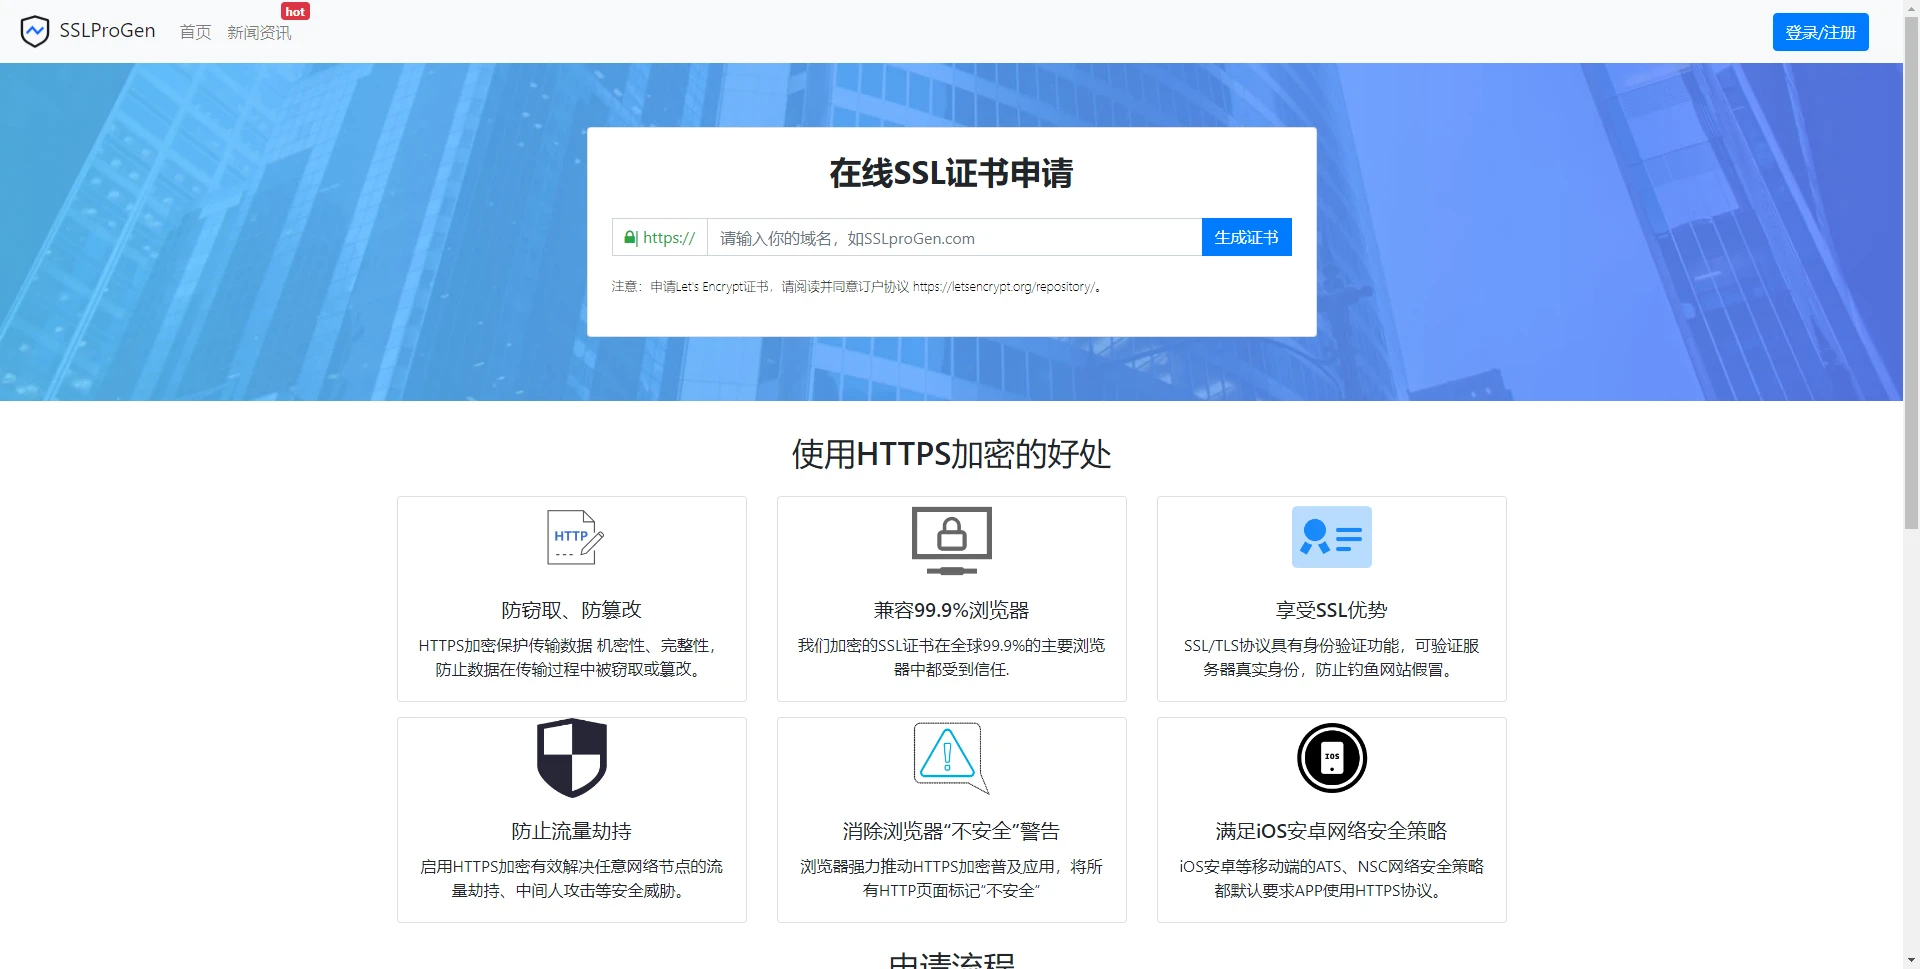 SSLProGen
首页
新闻资讯
hot
登录/注册
在线SSL证书申请
https://
请输入你的域名，如SSLproGen.com
生成证书
注意：申请Let's Encrypt证书，请阅读并同意订户协议 https://letsencrypt.org/repository/。
使用HTTPS加密的好处
HTTP
防窃取、防篡改
HTTPS加密保护传输数据 机密性、完整性，
防止数据在传输过程中被窃取或篡改。
兼容99.9%浏览器
我们加密的SSL证书在全球99.9%的主要浏览
器中都受到信任.
享受SSL优势
SSL/TLS协议具有身份验证功能，可验证服
务器真实身份，防止钓鱼网站假冒。
防止流量劫持
启用HTTPS加密有效解决任意网络节点的流
量劫持、中间人攻击等安全威胁。
消除浏览器“不安全”警告
浏览器强力推动HTTPS加密普及应用，将所
有HTTP页面标记“不安全”
IOS
满足iOS安卓网络安全策略
iOS安卓等移动端的ATS、NSC网络安全策略
都默认要求APP使用HTTPS协议。
申请流程